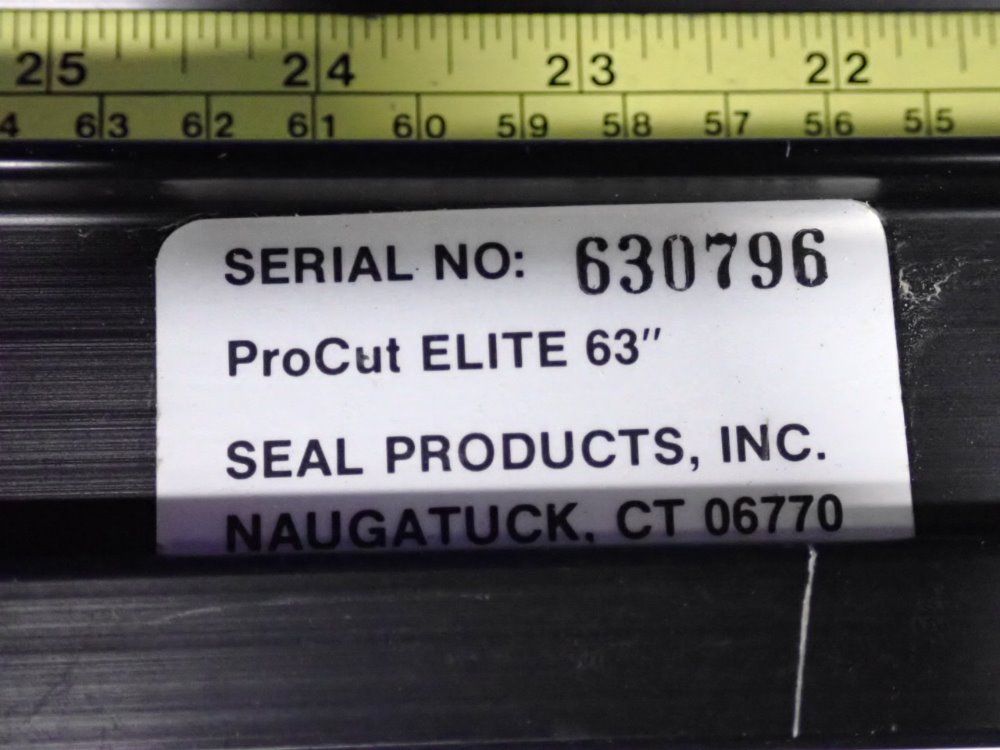 25 24 23 22
4 63 62 61 60 59 58 57 56 55
SERIAL NO: 630796
ProCut ELITE 63"
SEAL PRODUCTS, INC.
NAUGATUCK, CT 06770